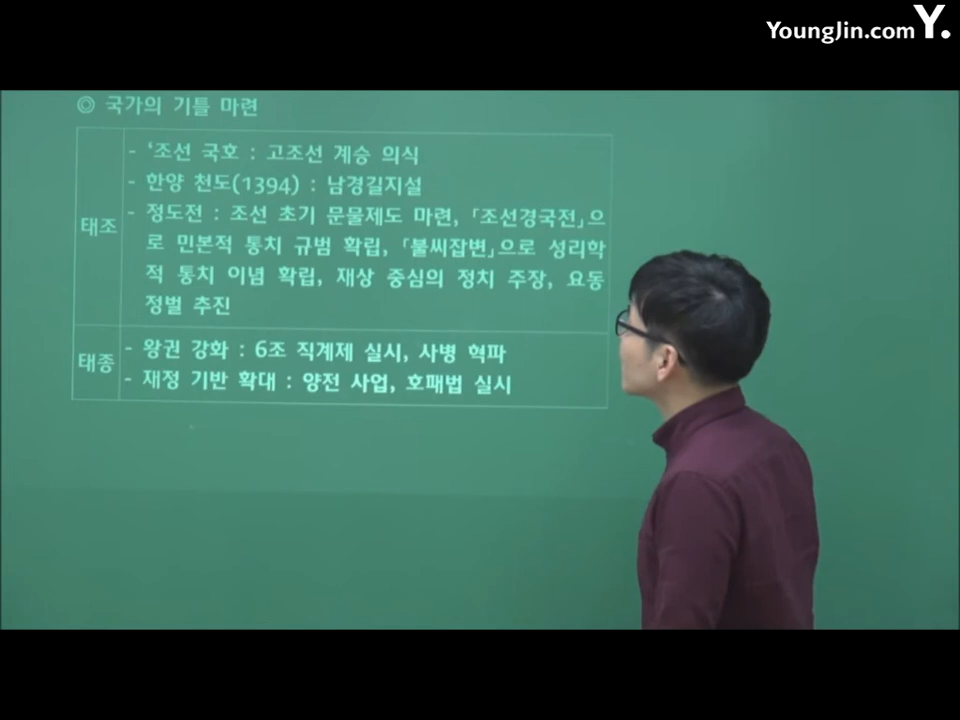 YoungJin.com Y.
◎ 국가의 기틀 마련
태조
- ‘조선 국호 : 고조선 계승 의식
- 한양 천도(1394) : 남경길지설
- 정도전 : 조선 초기 문물제도 마련, 「조선경국전」으
로 민본적 통치 규범 확립, 「불씨잡변」으로 성리학
적 통치 이념 확립, 재상 중심의 정치 주장, 요동
정벌 추진
태종
- 왕권 강화 : 6조 직계제 실시, 사병 혁파
- 재정 기반 확대 : 양전 사업, 호패법 실시